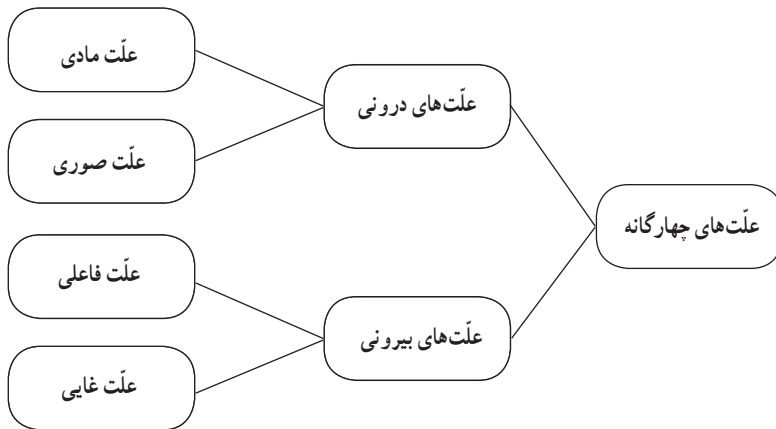 علّت‌های چهارگانه
علّت‌های درونی
علّت مادی
علّت صوری
علّت‌های بیرونی
علّت فاعلی
علّت غایی